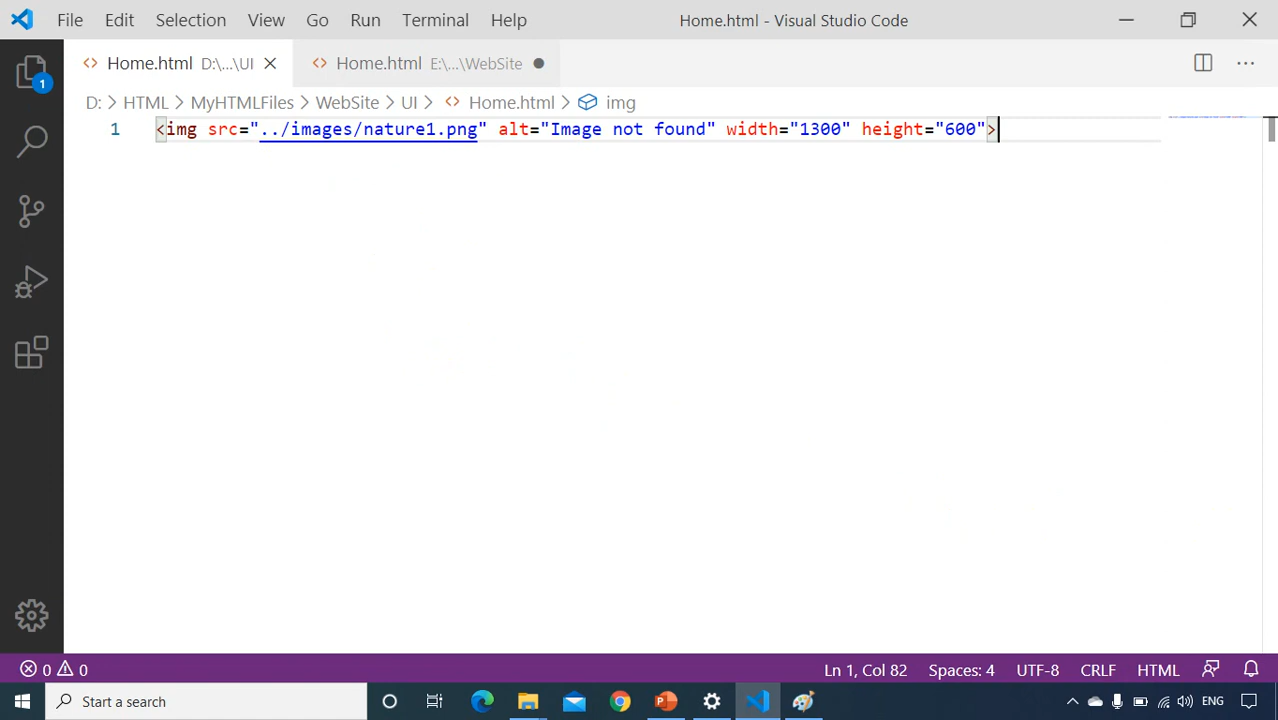 File Edit Selection View Go Run Terminal Help Home.html - Visual Studio Code
Home.html D:\...\UI Home.html E:\...\WebSite
D: HTML MyHTMLFiles WebSite UI Home.html img
1 <img src="../images/nature1.png" alt="Image not found" width="1300" height="600">
1
0 0 Ln 1, Col 82 Spaces: 4 UTF-8 CRLF HTML
Start a search ENG